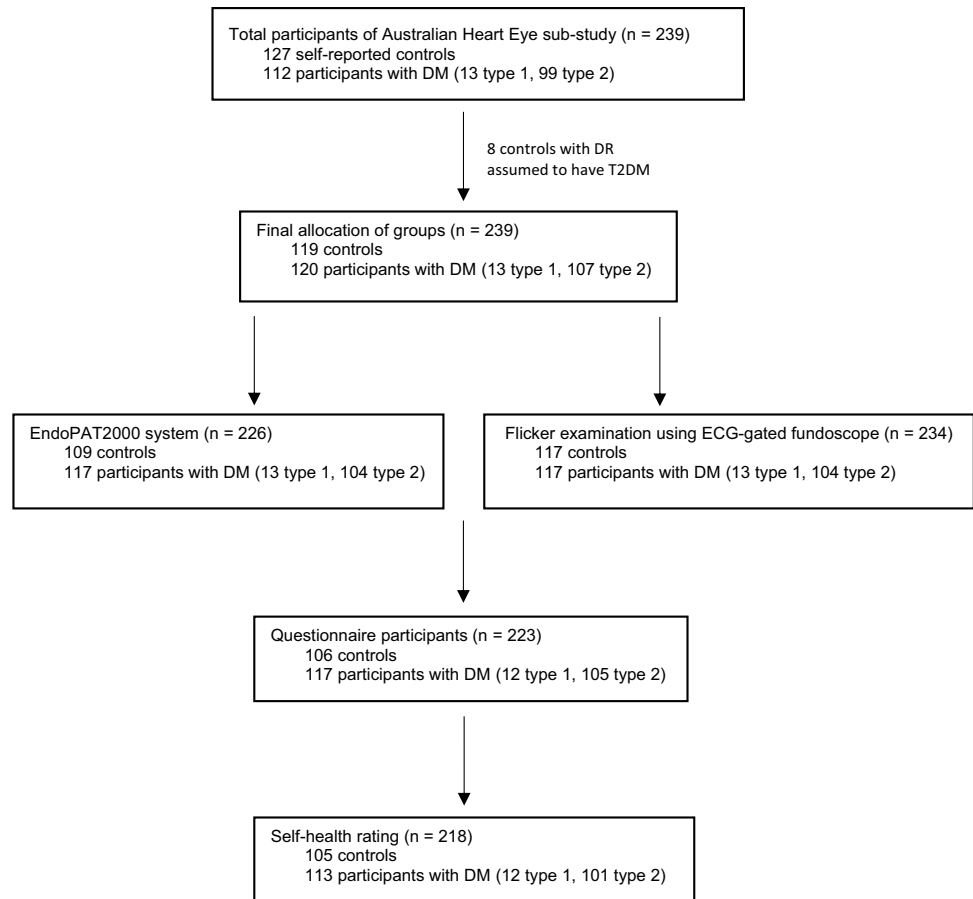 Total participants of Australian Heart Eye sub-study (n = 239)
127 self-reported controls
112 participants with DM (13 type 1, 99 type 2)
8 controls with DR
assumed to have T2DM
Final allocation of groups (n = 239)
119 controls
120 participants with DM (13 type 1, 107 type 2)
EndoPAT2000 system (n = 226)
109 controls
117 participants with DM (13 type 1, 104 type 2)
Flicker examination using ECG-gated fundoscope (n = 234)
117 controls
117 participants with DM (13 type 1, 104 type 2)
Questionnaire participants (n = 223)
106 controls
117 participants with DM (12 type 1, 105 type 2)
Self-health rating (n = 218)
105 controls
113 participants with DM (12 type 1, 101 type 2)